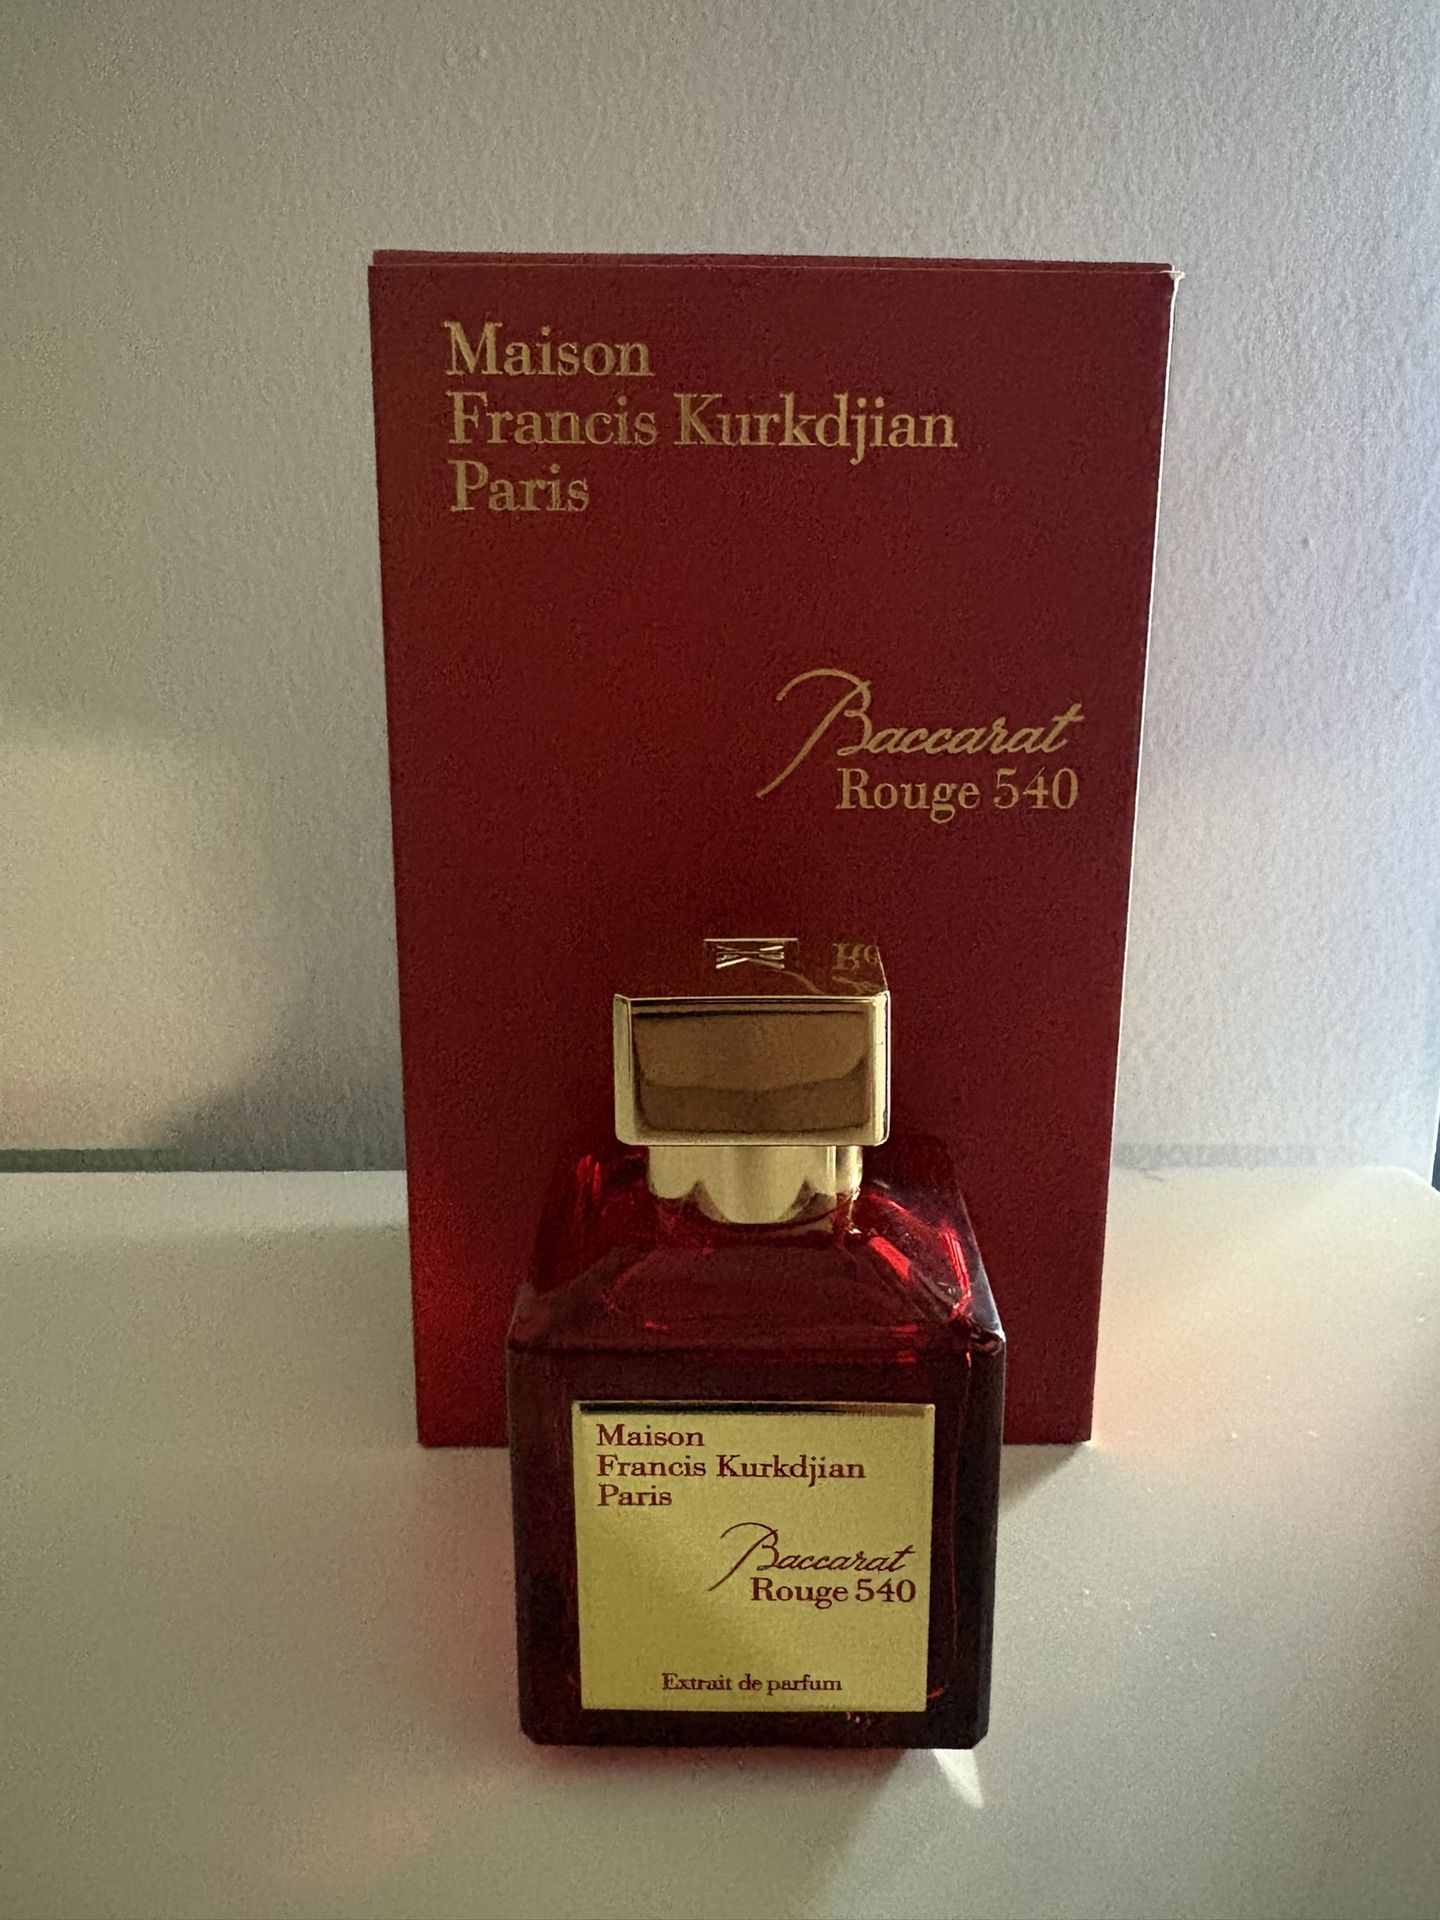 Maison
Francis Kurkdjian
Paris
Baccarat
Rouge 540
Maison
Francis Kurkdjian
Paris
Baccarat
Rouge 540
Extrait de parfum